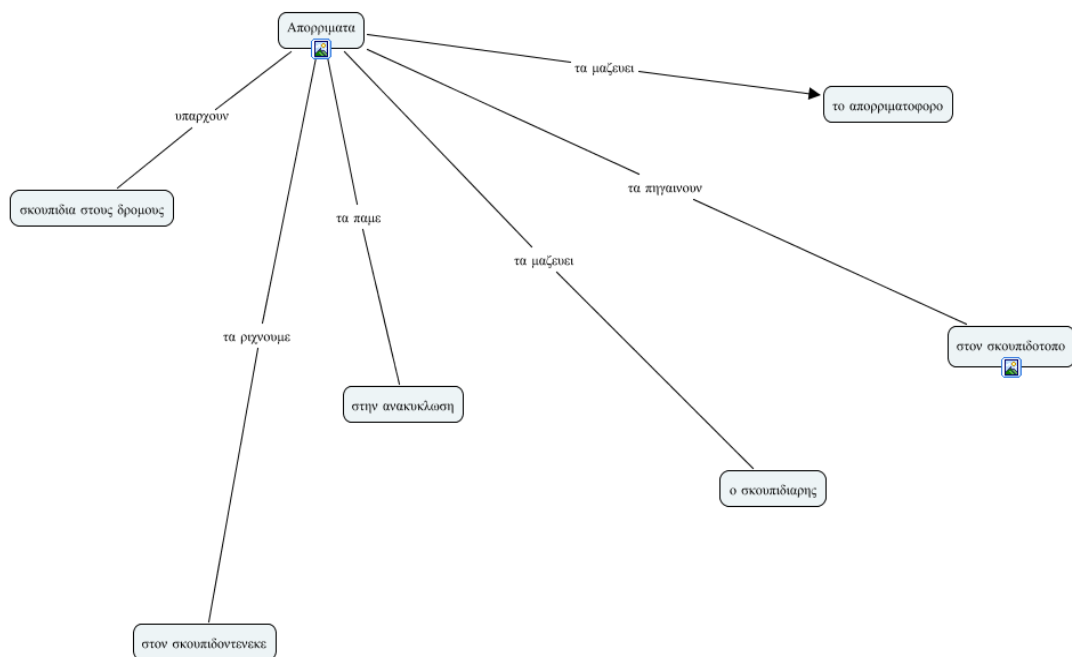 Απορριματα
τα μαζευει
το απορριματοφορο
υπαρχουν
τα πηγαινουν
σκουπιδια στους δρομους
τα παμε
τα μαζευει
τα ριχνουμε
στον σκουπιδοτοπο
στην ανακυκλωση
ο σκουπιδιαρης
στον σκουπιδοντενεκε